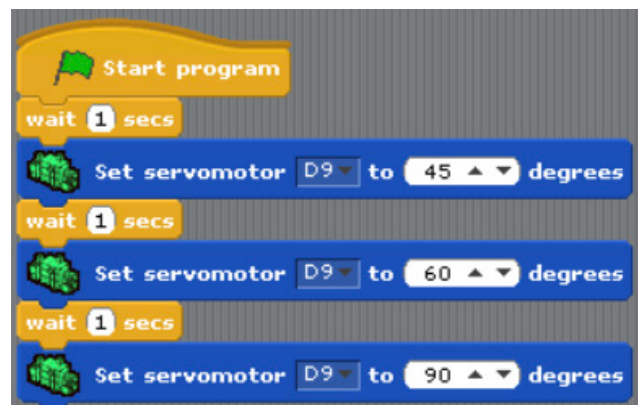 Start program
wait 1 secs
Set servomotor D9 to 45 degrees
wait 1 secs
Set servomotor D9 to 60 degrees
wait 1 secs
Set servomotor D9 to 90 degrees